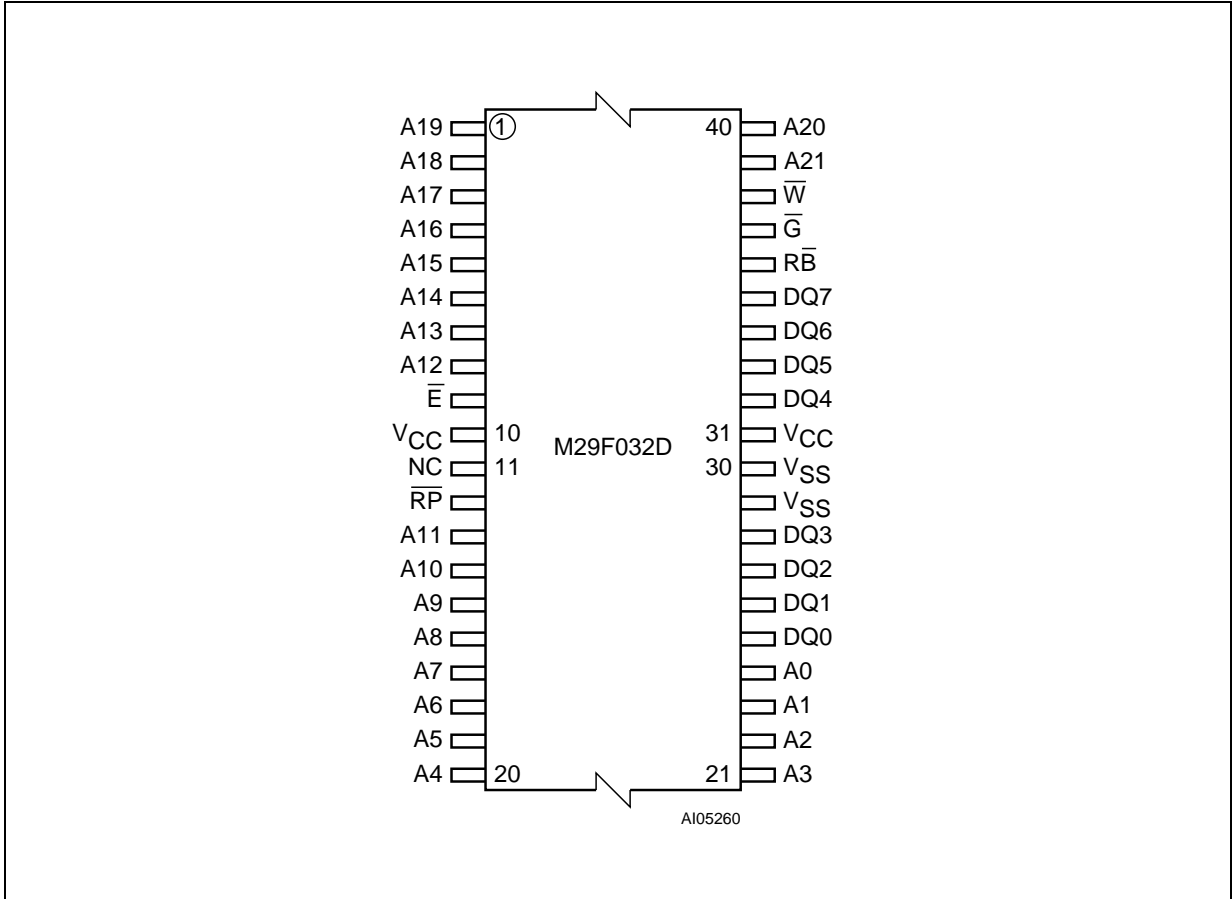 A19 1 40 A20
A18 A21
A17 W̅
A16 G̅
A15 RB̅
A14 DQ7
A13 DQ6
A12 DQ5
E̅ DQ4
VCC 10 M29F032D 31 VCC
NC 11 30 VSS
R̅P̅ VSS
A11 DQ3
A10 DQ2
A9 DQ1
A8 DQ0
A7 A0
A6 A1
A5 A2
A4 20 21 A3
AI05260